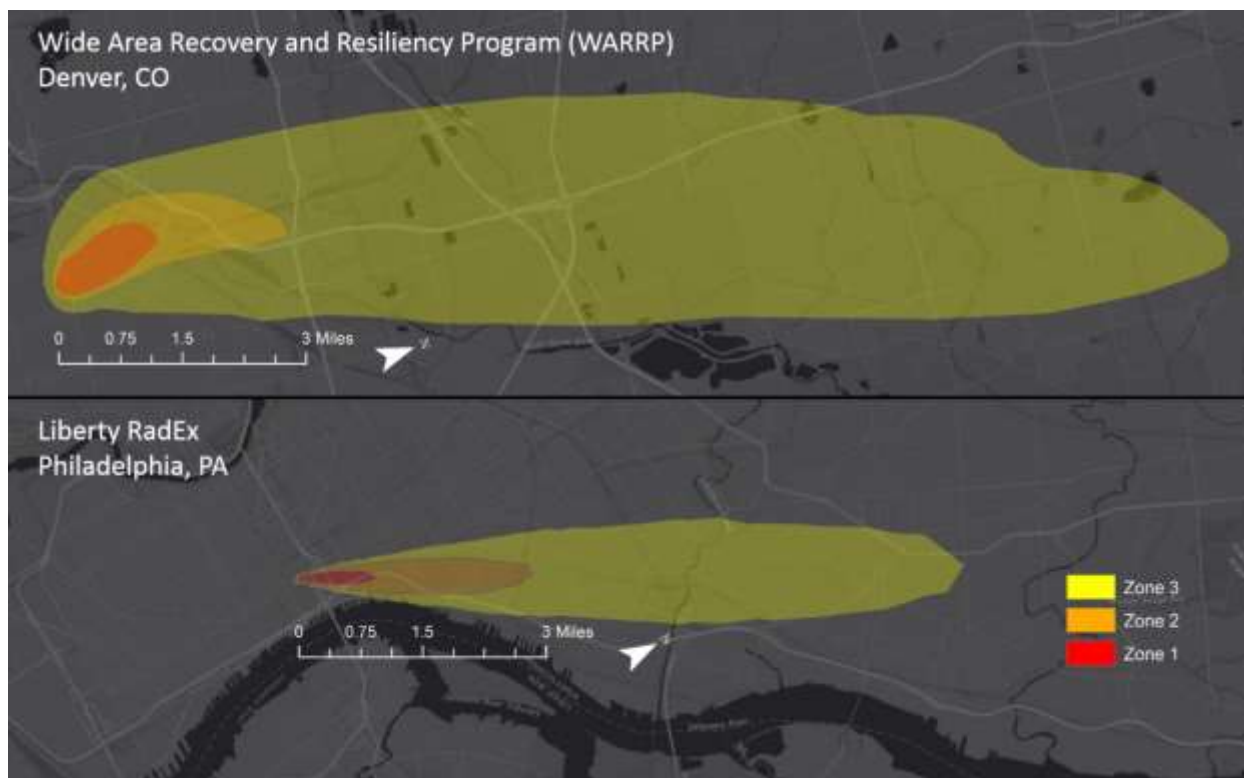 Wide Area Recovery and Resiliency Program (WARRP)
Denver, CO
0 0.75 1.5 3 Miles
N
Liberty RadEx
Philadelphia, PA
0 0.75 1.5 3 Miles
N
Zone 3
Zone 2
Zone 1